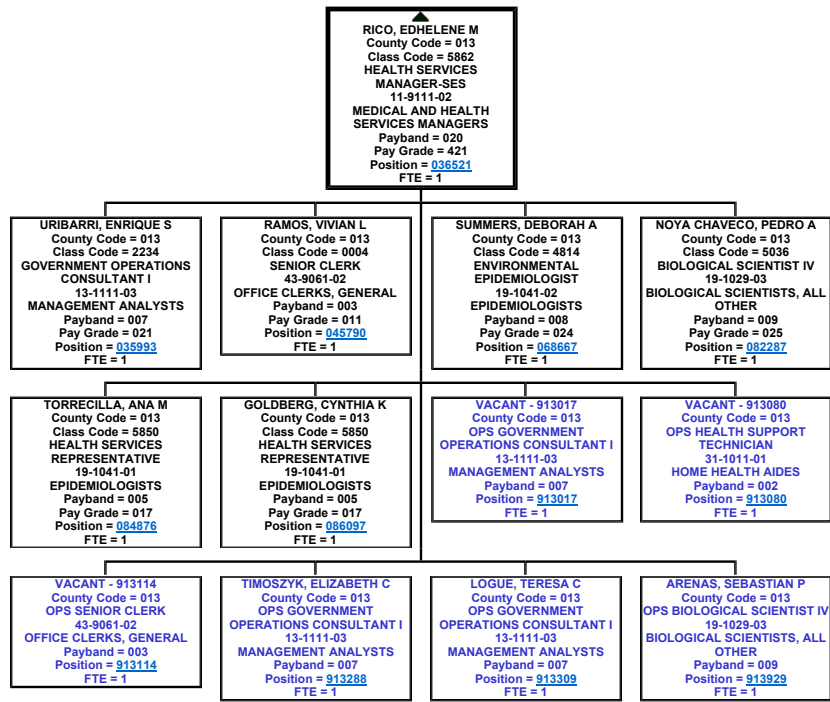 RICO, EDHELENE M
County Code = 013
Class Code = 5862
HEALTH SERVICES
MANAGER-SES
11-9111-02
MEDICAL AND HEALTH
SERVICES MANAGERS
Payband = 020
Pay Grade = 421
Position = 036521
FTE = 1
URIBARRI, ENRIQUE S
County Code = 013
Class Code = 2234
GOVERNMENT OPERATIONS
CONSULTANT I
13-1111-03
MANAGEMENT ANALYSTS
Payband = 007
Pay Grade = 021
Position = 035993
FTE = 1
RAMOS, VIVIAN L
County Code = 013
Class Code = 0004
SENIOR CLERK
43-9061-02
OFFICE CLERKS, GENERAL
Payband = 003
Pay Grade = 011
Position = 045790
FTE = 1
SUMMERS, DEBORAH A
County Code = 013
Class Code = 4814
ENVIRONMENTAL
EPIDEMIOLOGIST
19-1041-02
EPIDEMIOLOGISTS
Payband = 008
Pay Grade = 024
Position = 068667
FTE = 1
NOYA CHAVECO, PEDRO A
County Code = 013
Class Code = 5036
BIOLOGICAL SCIENTIST IV
19-1029-03
BIOLOGICAL SCIENTISTS, ALL
OTHER
Payband = 009
Pay Grade = 025
Position = 082287
FTE = 1
TORRECILLA, ANA M
County Code = 013
Class Code = 5850
HEALTH SERVICES
REPRESENTATIVE
19-1041-01
EPIDEMIOLOGISTS
Payband = 005
Pay Grade = 017
Position = 084876
FTE = 1
GOLDBERG, CYNTHIA K
County Code = 013
Class Code = 5850
HEALTH SERVICES
REPRESENTATIVE
19-1041-01
EPIDEMIOLOGISTS
Payband = 005
Pay Grade = 017
Position = 086097
FTE = 1
VACANT - 913017
County Code = 013
OPS GOVERNMENT
OPERATIONS CONSULTANT I
13-1111-03
MANAGEMENT ANALYSTS
Payband = 007
Position = 913017
FTE = 1
VACANT - 913080
County Code = 013
OPS HEALTH SUPPORT
TECHNICIAN
31-1011-01
HOME HEALTH AIDES
Payband = 002
Position = 913080
FTE = 1
VACANT - 913114
County Code = 013
OPS SENIOR CLERK
43-9061-02
OFFICE CLERKS, GENERAL
Payband = 003
Position = 913114
FTE = 1
TIMOSZYK, ELIZABETH C
County Code = 013
OPS GOVERNMENT
OPERATIONS CONSULTANT I
13-1111-03
MANAGEMENT ANALYSTS
Payband = 007
Position = 913288
FTE = 1
LOGUE, TERESA C
County Code = 013
OPS GOVERNMENT
OPERATIONS CONSULTANT I
13-1111-03
MANAGEMENT ANALYSTS
Payband = 007
Position = 913309
FTE = 1
ARENAS, SEBASTIAN P
County Code = 013
OPS BIOLOGICAL SCIENTIST IV
19-1029-03
BIOLOGICAL SCIENTISTS, ALL
OTHER
Payband = 009
Position = 913929
FTE = 1